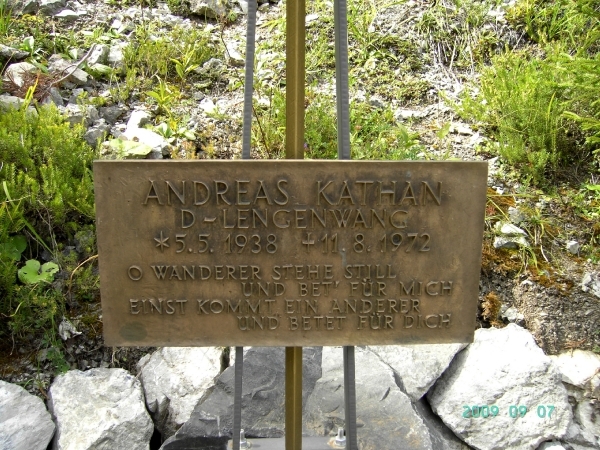 ANDREAS KATHAN
D-LENGENWANG
*5.5.1938 +11.8.1972
O WANDERER STEHE STILL
UND BET' FÜR MICH
EINST KOMMT EIN ANDERER
UND BETET FÜR DICH
2009 09 07